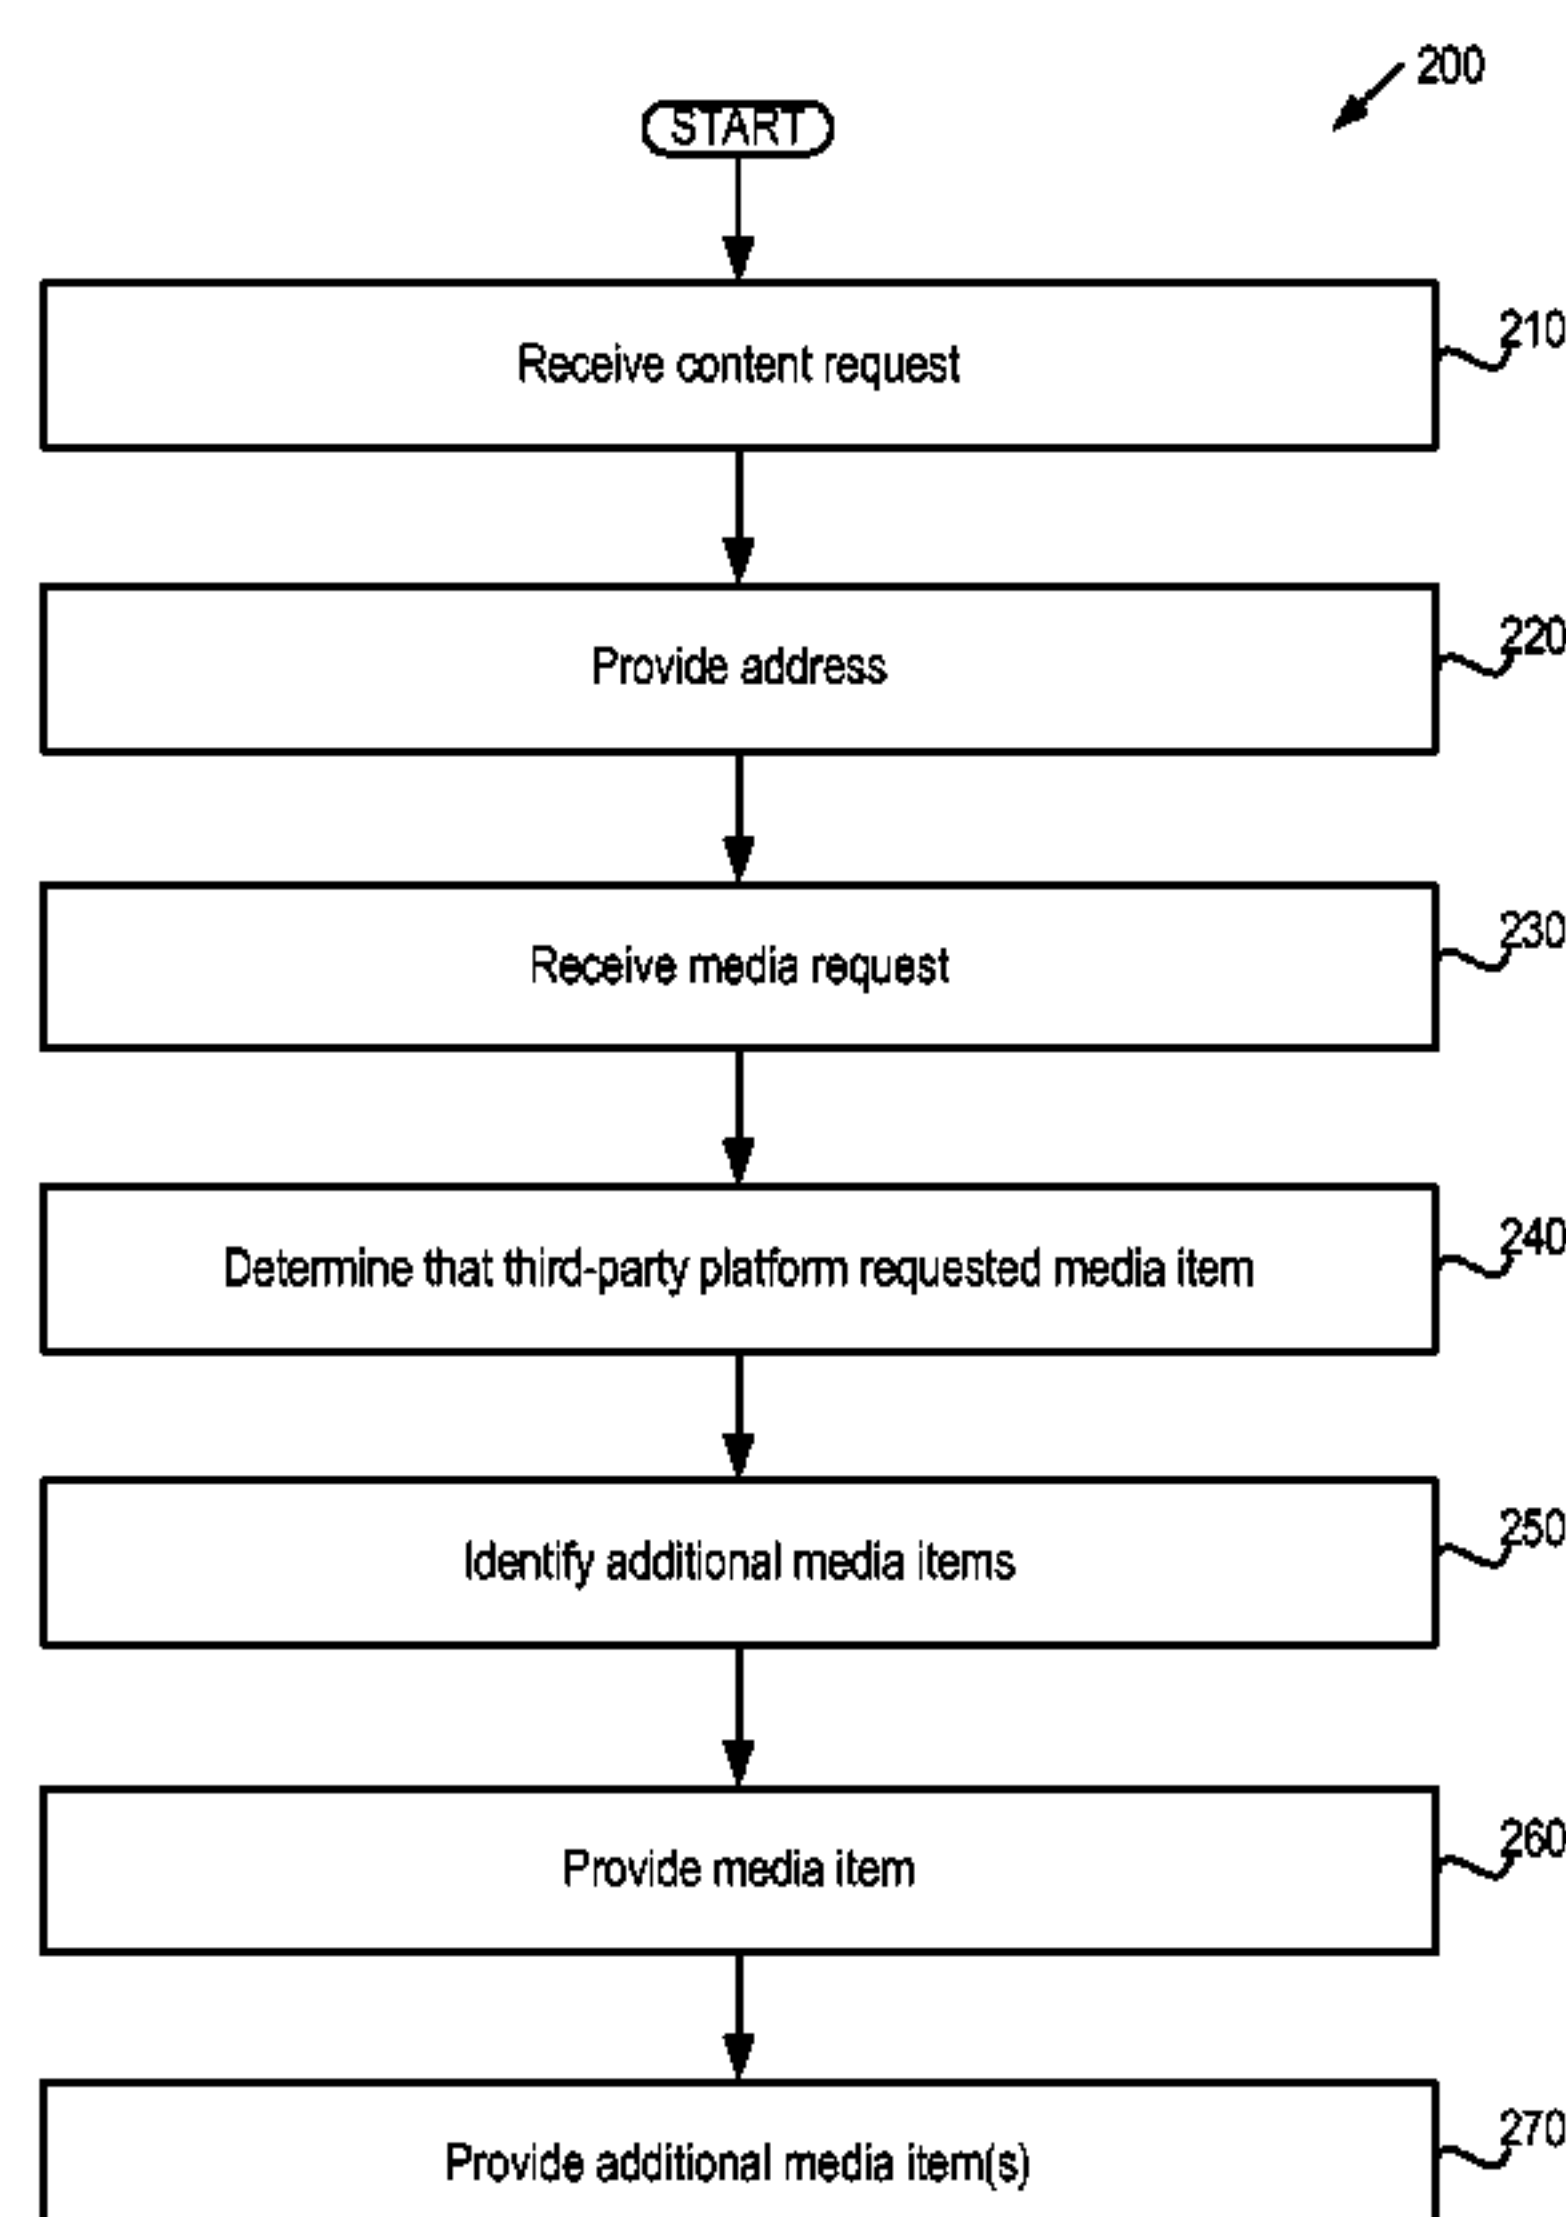 200
START
Receive content request
210
Provide address
220
Receive media request
230
Determine that third-party platform requested media item
240
Identify additional media items
250
Provide media item
260
Provide additional media item(s)
270